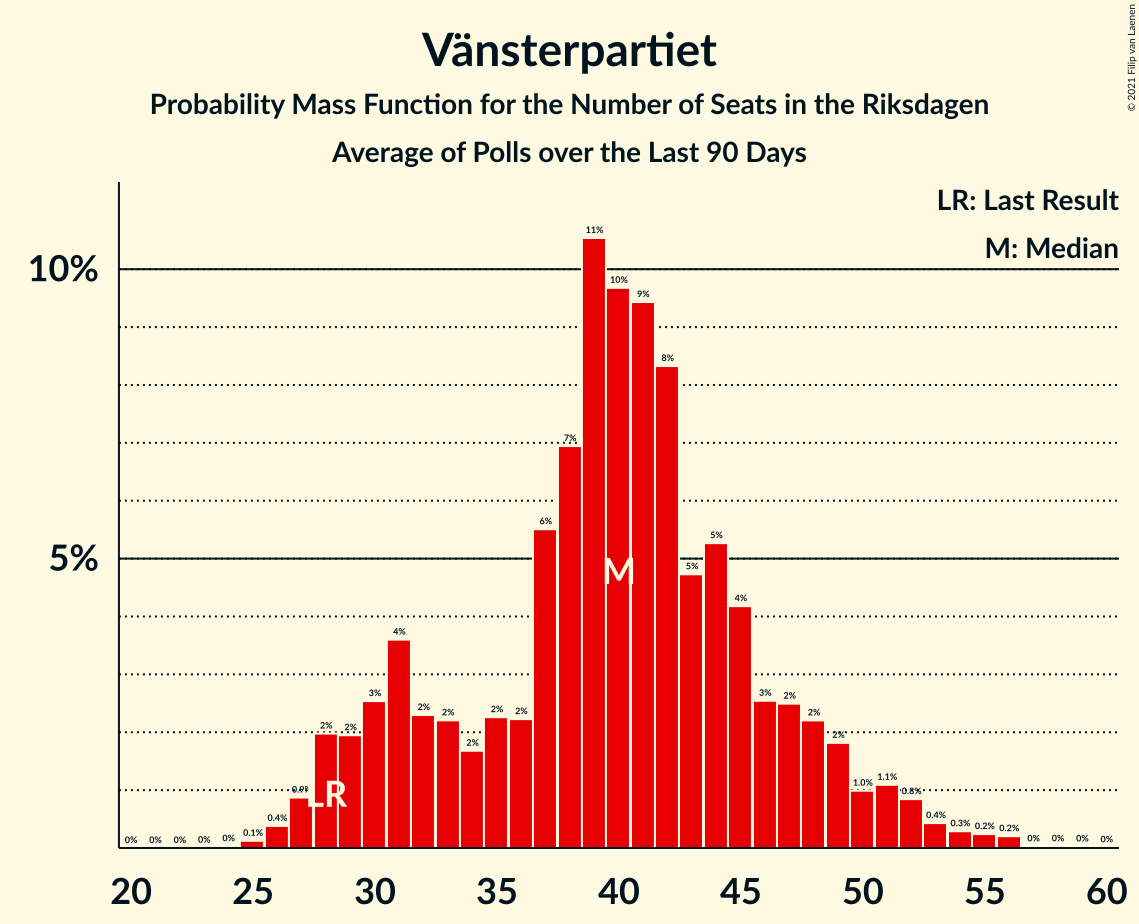 Vänsterpartiet
Probability Mass Function for the Number of Seats in the Riksdagen
Average of Polls over the Last 90 Days
© 2021 Filip van Laenen
LR: Last Result
M: Median
10%
5%
0% 0% 0% 0% 0% 0.1% 0.4% 0.9% 2% 2% 3% 4% 2% 2% 2% 2% 2% 6% 7% 11% 10% 9% 8% 5% 5% 4% 3% 2% 2% 2% 1.0% 1.1% 0.8% 0.4% 0.3% 0.2% 0.2% 0% 0% 0% 0%
M
LR
20 25 30 35 40 45 50 55 60